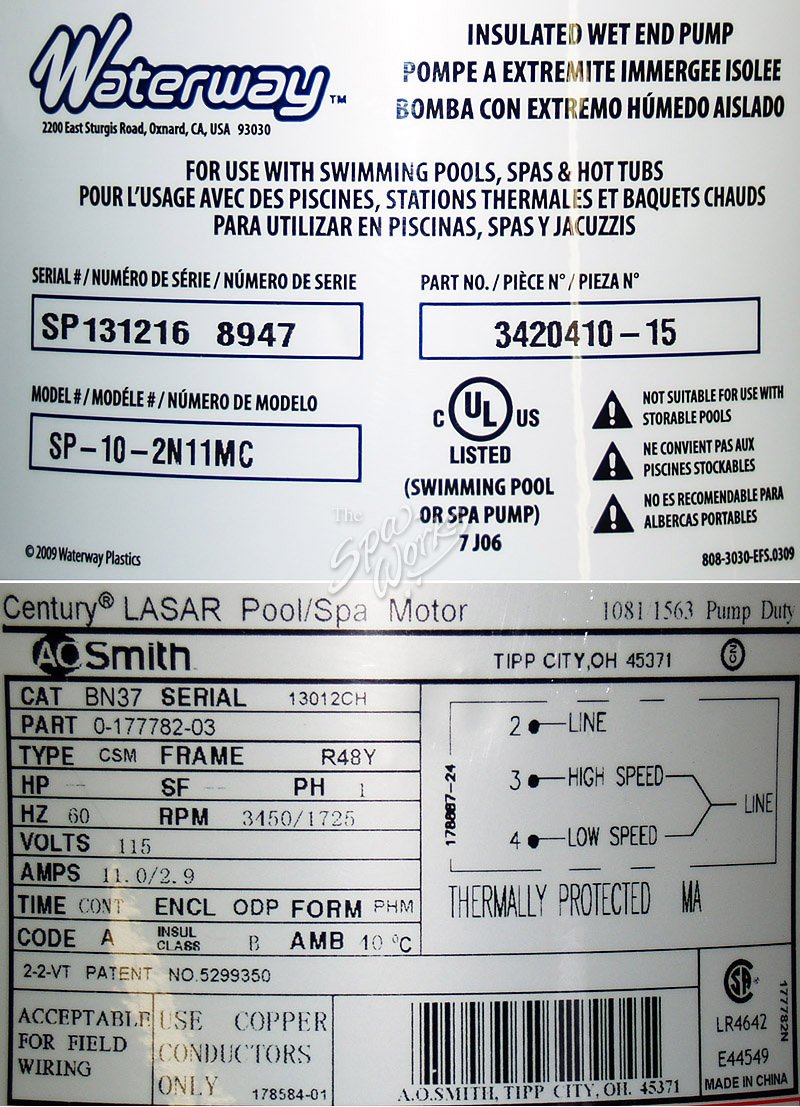 Waterway™
2200 East Sturgis Road, Oxnard, CA, USA 93030
INSULATED WET END PUMP
POMPE A EXTREMITE IMMERGEE ISOLEE
BOMBA CON EXTREMO HÚMEDO AISLADO
FOR USE WITH SWIMMING POOLS, SPAS & HOT TUBS
POUR L'USAGE AVEC DES PISCINES, STATIONS THERMALES ET BAQUETS CHAUDS
PARA UTILIZAR EN PISCINAS, SPAS Y JACUZZIS
SERIAL # / NUMÉRO DE SÉRIE / NÚMERO DE SERIE
SP131216 8947
PART NO. / PIÈCE N° / PIEZA N°
3420410-15
MODEL # / MODÉLE # / NÚMERO DE MODELO
SP-10-2N11MC
C UL US
LISTED
(SWIMMING POOL
OR SPA PUMP)
7 J06
NOT SUITABLE FOR USE WITH
STORABLE POOLS
NE CONVIENT PAS AUX
PISCINES STOCKABLES
NO ES RECOMENDABLE PARA
ALBERCAS PORTABLES
© 2009 Waterway Plastics
808-3030-EFS.0309
The
Spa Works
Century® LASAR Pool/Spa Motor
1081/1563 Pump Duty
AO Smith
TIPP CITY,OH 45371
CAT BN37 SERIAL 13012CH
PART 0-177782-03
TYPE CSM FRAME R48Y
HP -- SF -- PH 1
HZ 60 RPM 3450/1725
VOLTS 115
AMPS 11.0/2.9
TIME CONT ENCL ODP FORM PHM
CODE A INSUL CLASS B AMB 40 °C
2-2-VT PATENT NO.5299350
2 LINE
3 HIGH SPEED
4 LOW SPEED
LINE
178887-24
THERMALLY PROTECTED MA
ACCEPTABLE
FOR FIELD
WIRING
USE COPPER
CONDUCTORS
ONLY 178584-01
A.O.SMITH, TIPP CITY, OH. 45371
LR4642
E44549
MADE IN CHINA
177782N